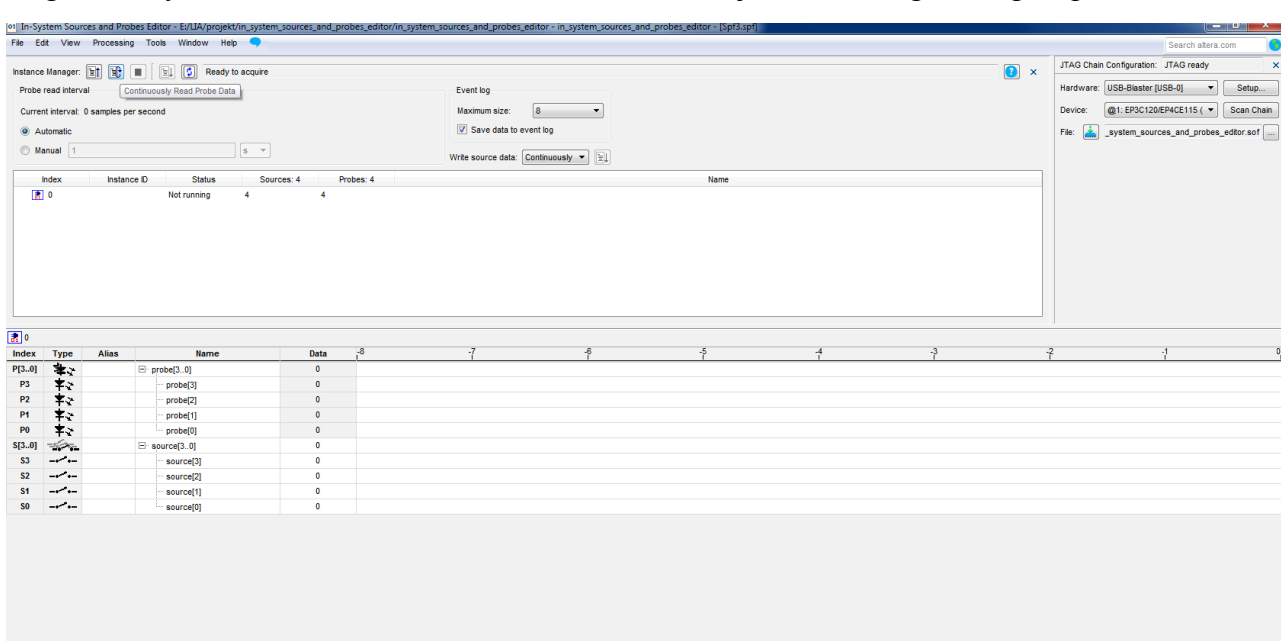 In-System Sources and Probes Editor - E:/LIA/projekt/in_system_sources_and_probes_editor/in_system_sources_and_probes_editor - in_system_sources_and_probes_editor - [Spf3.spf]
File Edit View Processing Tools Window Help
Search altera.com
Instance Manager: Ready to acquire
Continuously Read Probe Data
Probe read interval
Current interval: 0 samples per second
Automatic
Manual 1 s
Event log
Maximum size: 8
Save data to event log
Write source data: Continuously
JTAG Chain Configuration: JTAG ready
Hardware: USB-Blaster [USB-0] Setup...
Device: @1: EP3C120/EP4CE115 ( Scan Chain
File: _system_sources_and_probes_editor.sof ...
Index Instance ID Status Sources: 4 Probes: 4 Name
0 Not running 4 4
0
Index Type Alias Name Data -8 -7 -6 -5 -4 -3 -2 -1 0
P[3..0] probe[3..0] 0
P3 probe[3] 0
P2 probe[2] 0
P1 probe[1] 0
P0 probe[0] 0
S[3..0] source[3..0] 0
S3 source[3] 0
S2 source[2] 0
S1 source[1] 0
S0 source[0] 0